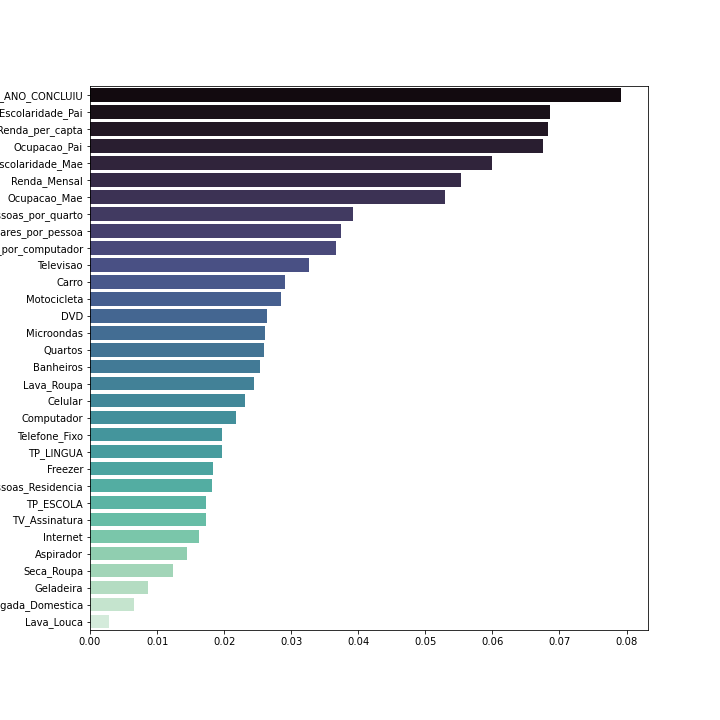 _ANO_CONCLUIU
Escolaridade_Pai
Renda_per_capta
Ocupacao_Pai
scolaridade_Mae
Renda_Mensal
Ocupacao_Mae
ssoas_por_quarto
ares_por_pessoa
_por_computador
Televisao
Carro
Motocicleta
DVD
Microondas
Quartos
Banheiros
Lava_Roupa
Celular
Computador
Telefone_Fixo
TP_LINGUA
Freezer
ssoas_Residencia
TP_ESCOLA
TV_Assinatura
Internet
Aspirador
Seca_Roupa
Geladeira
gada_Domestica
Lava_Louca
0.00 0.01 0.02 0.03 0.04 0.05 0.06 0.07 0.08